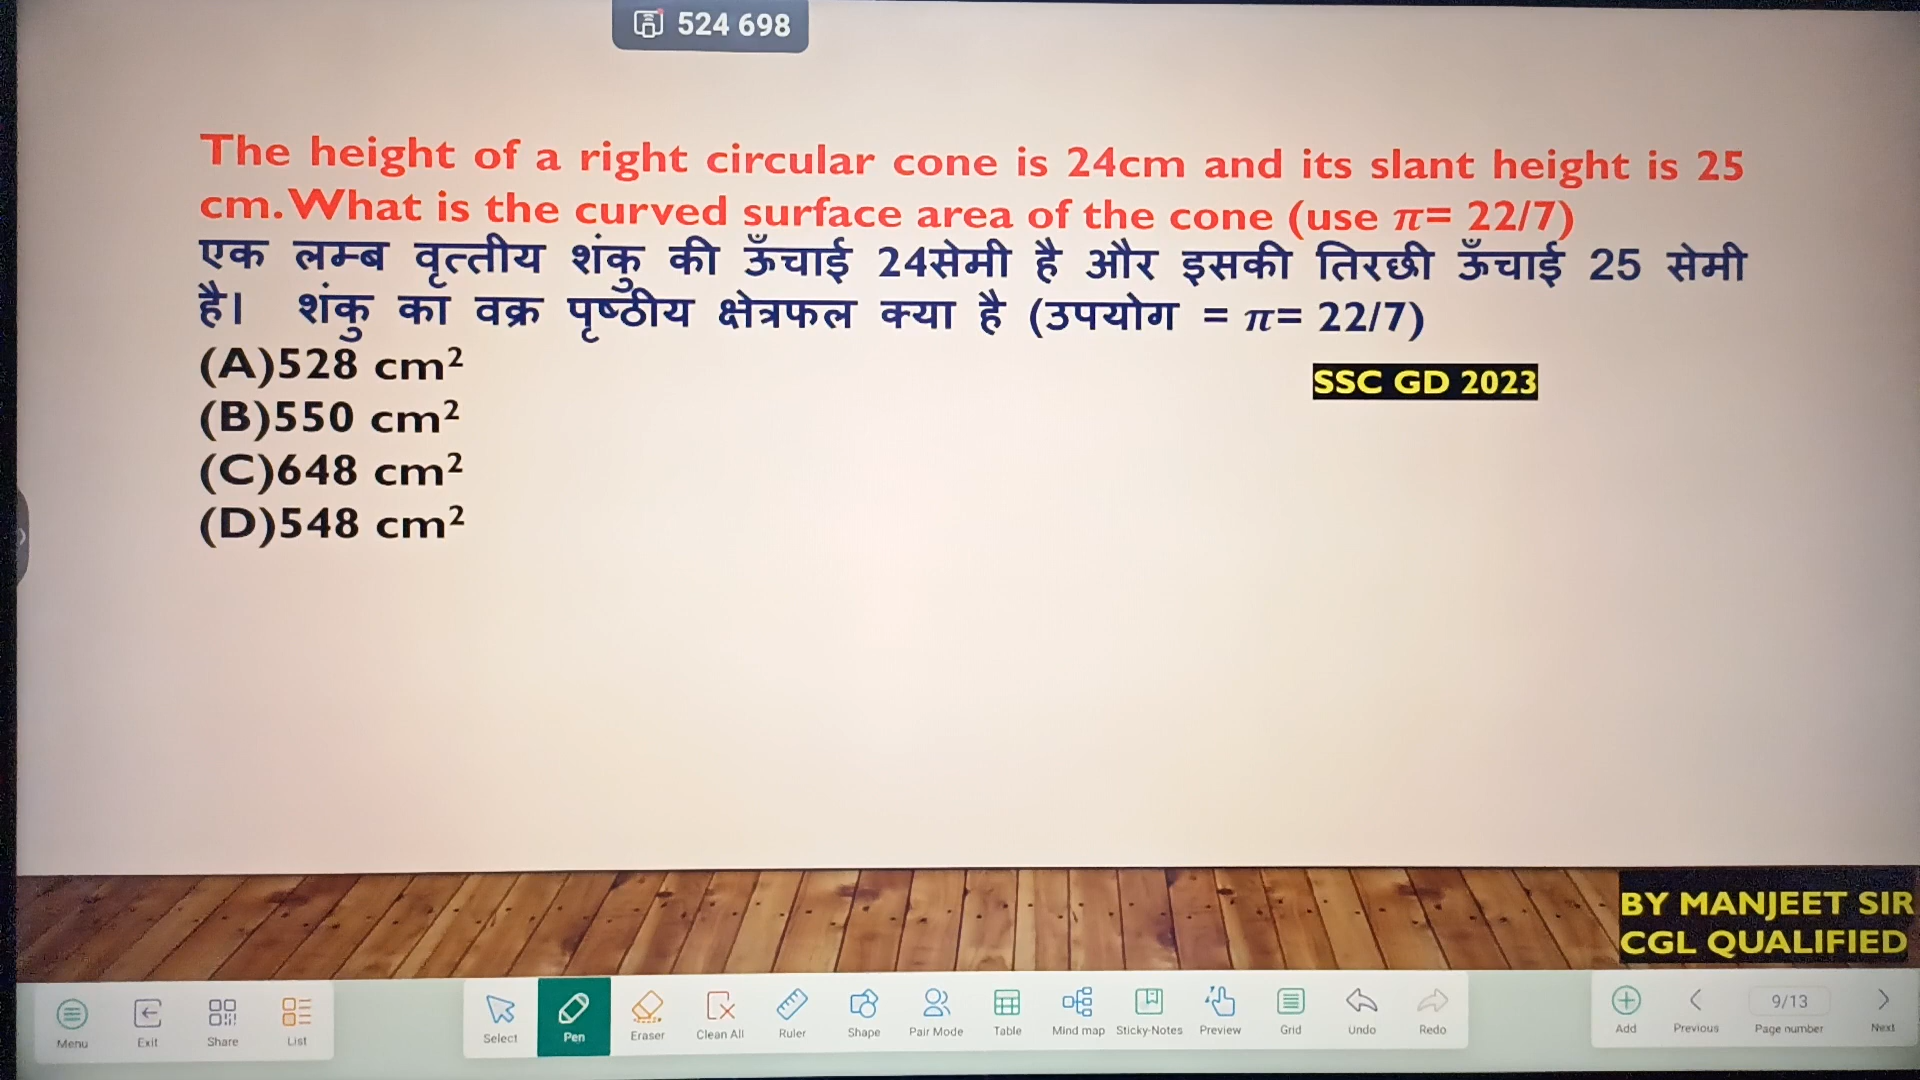 524 698
The height of a right circular cone is 24cm and its slant height is 25
cm. What is the curved surface area of the cone (use π= 22/7)
एक लम्ब वृत्तीय शंकु की ऊँचाई 24सेमी है और इसकी तिरछी ऊँचाई 25 सेमी
है। शंकु का वक्र पृष्ठीय क्षेत्रफल क्या है (उपयोग = π= 22/7)
(A)528 cm²
SSC GD 2023
(B)550 cm²
(C)648 cm²
(D)548 cm²
BY MANJEET SIR
CGL QUALIFIED
Menu Exit Share List Select Pen Eraser Clean All Ruler Shape Pair Mode Table Mind map Sticky-Notes Preview Grid Undo Redo Add Previous 9/13 Page number Next